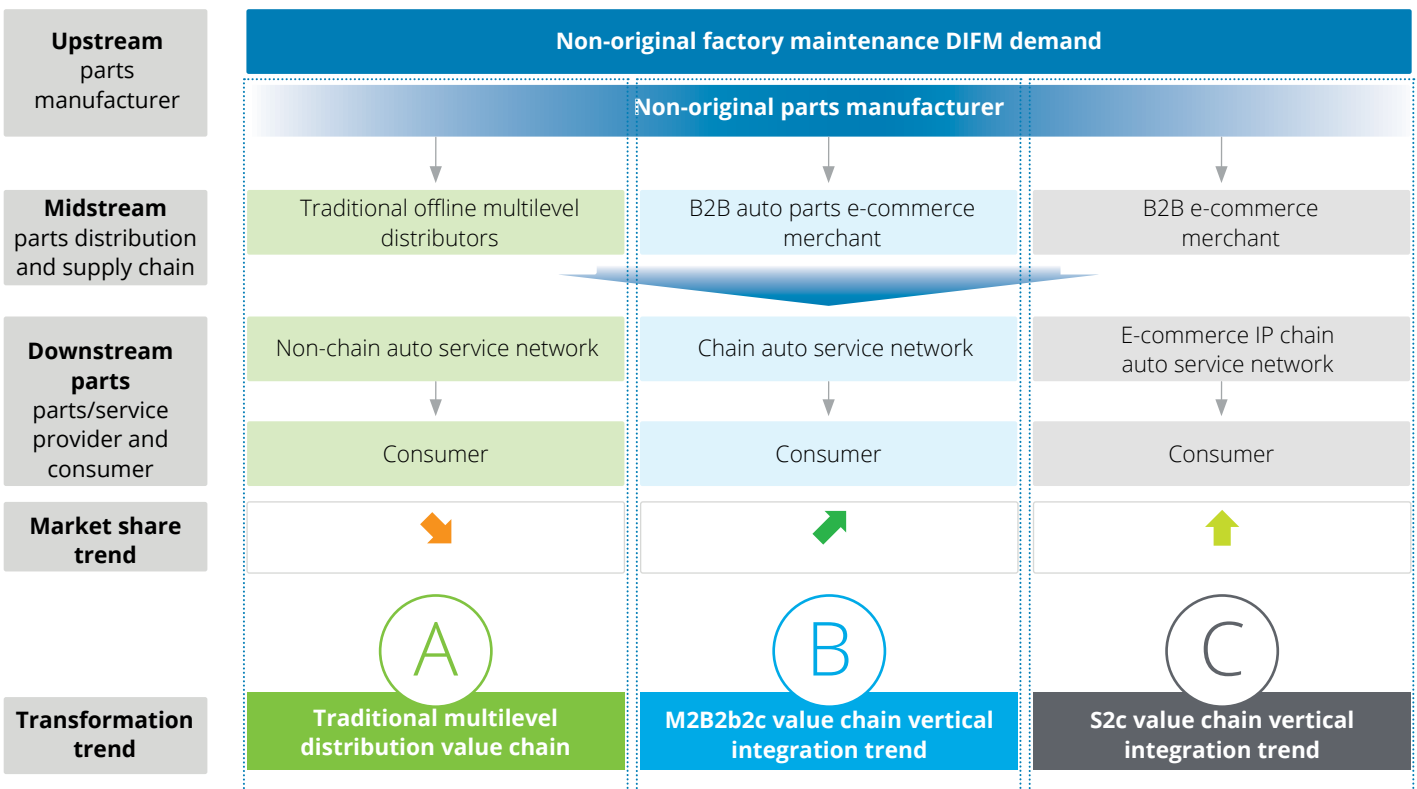 Upstream
parts
manufacturer
Non-original factory maintenance DIFM demand
Non-original parts manufacturer
Midstream
parts distribution
and supply chain
Traditional offline multilevel
distributors
B2B auto parts e-commerce
merchant
B2B e-commerce
merchant
Downstream
parts
parts/service
provider and
consumer
Non-chain auto service network
Chain auto service network
E-commerce IP chain
auto service network
Consumer
Consumer
Consumer
Market share
trend
A
B
C
Transformation
trend
Traditional multilevel
distribution value chain
M2B2b2c value chain vertical
integration trend
S2c value chain vertical
integration trend